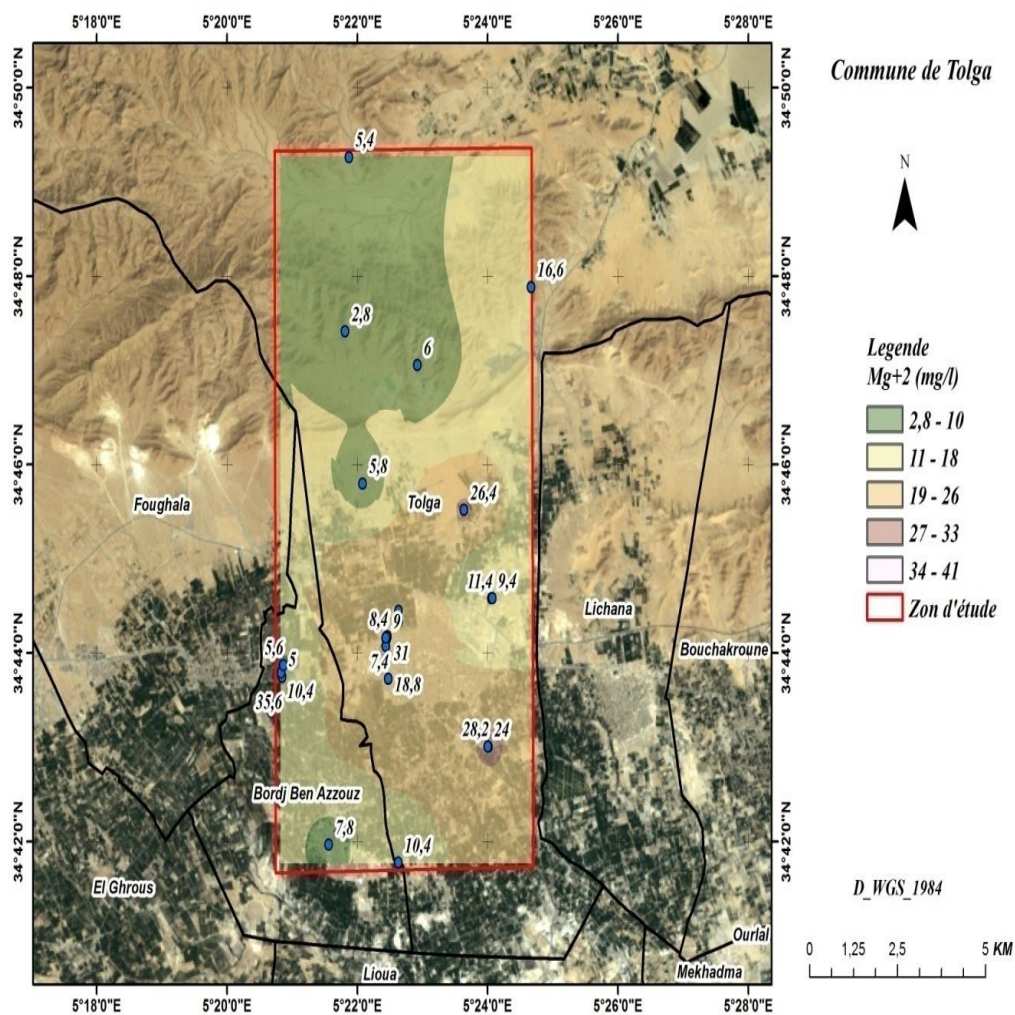 5°18'0"E 5°20'0"E 5°22'0"E 5°24'0"E 5°26'0"E 5°28'0"E
34°50'0"N
34°48'0"N
34°46'0"N
34°44'0"N
34°42'0"N
34°50'0"N
34°48'0"N
34°46'0"N
34°44'0"N
34°42'0"N
5,4
16,6
2,8
6
5,8
Tolga
26,4
Foughala
11,4 9,4
Lichana
8,4 9
31
Bouchakroune
5,6
5
7,4
18,8
10,4
35,6
28,2 24
Bordj Ben Azzouz
7,8
10,4
El Ghrous
Ourlal
Lioua
Mekhadma
5°18'0"E 5°20'0"E 5°22'0"E 5°24'0"E 5°26'0"E 5°28'0"E
Commune de Tolga
N
Legende
Mg+2 (mg/l)
2,8 - 10
11 - 18
19 - 26
27 - 33
34 - 41
Zon d'étude
D_WGS_1984
0 1,25 2,5 5 KM